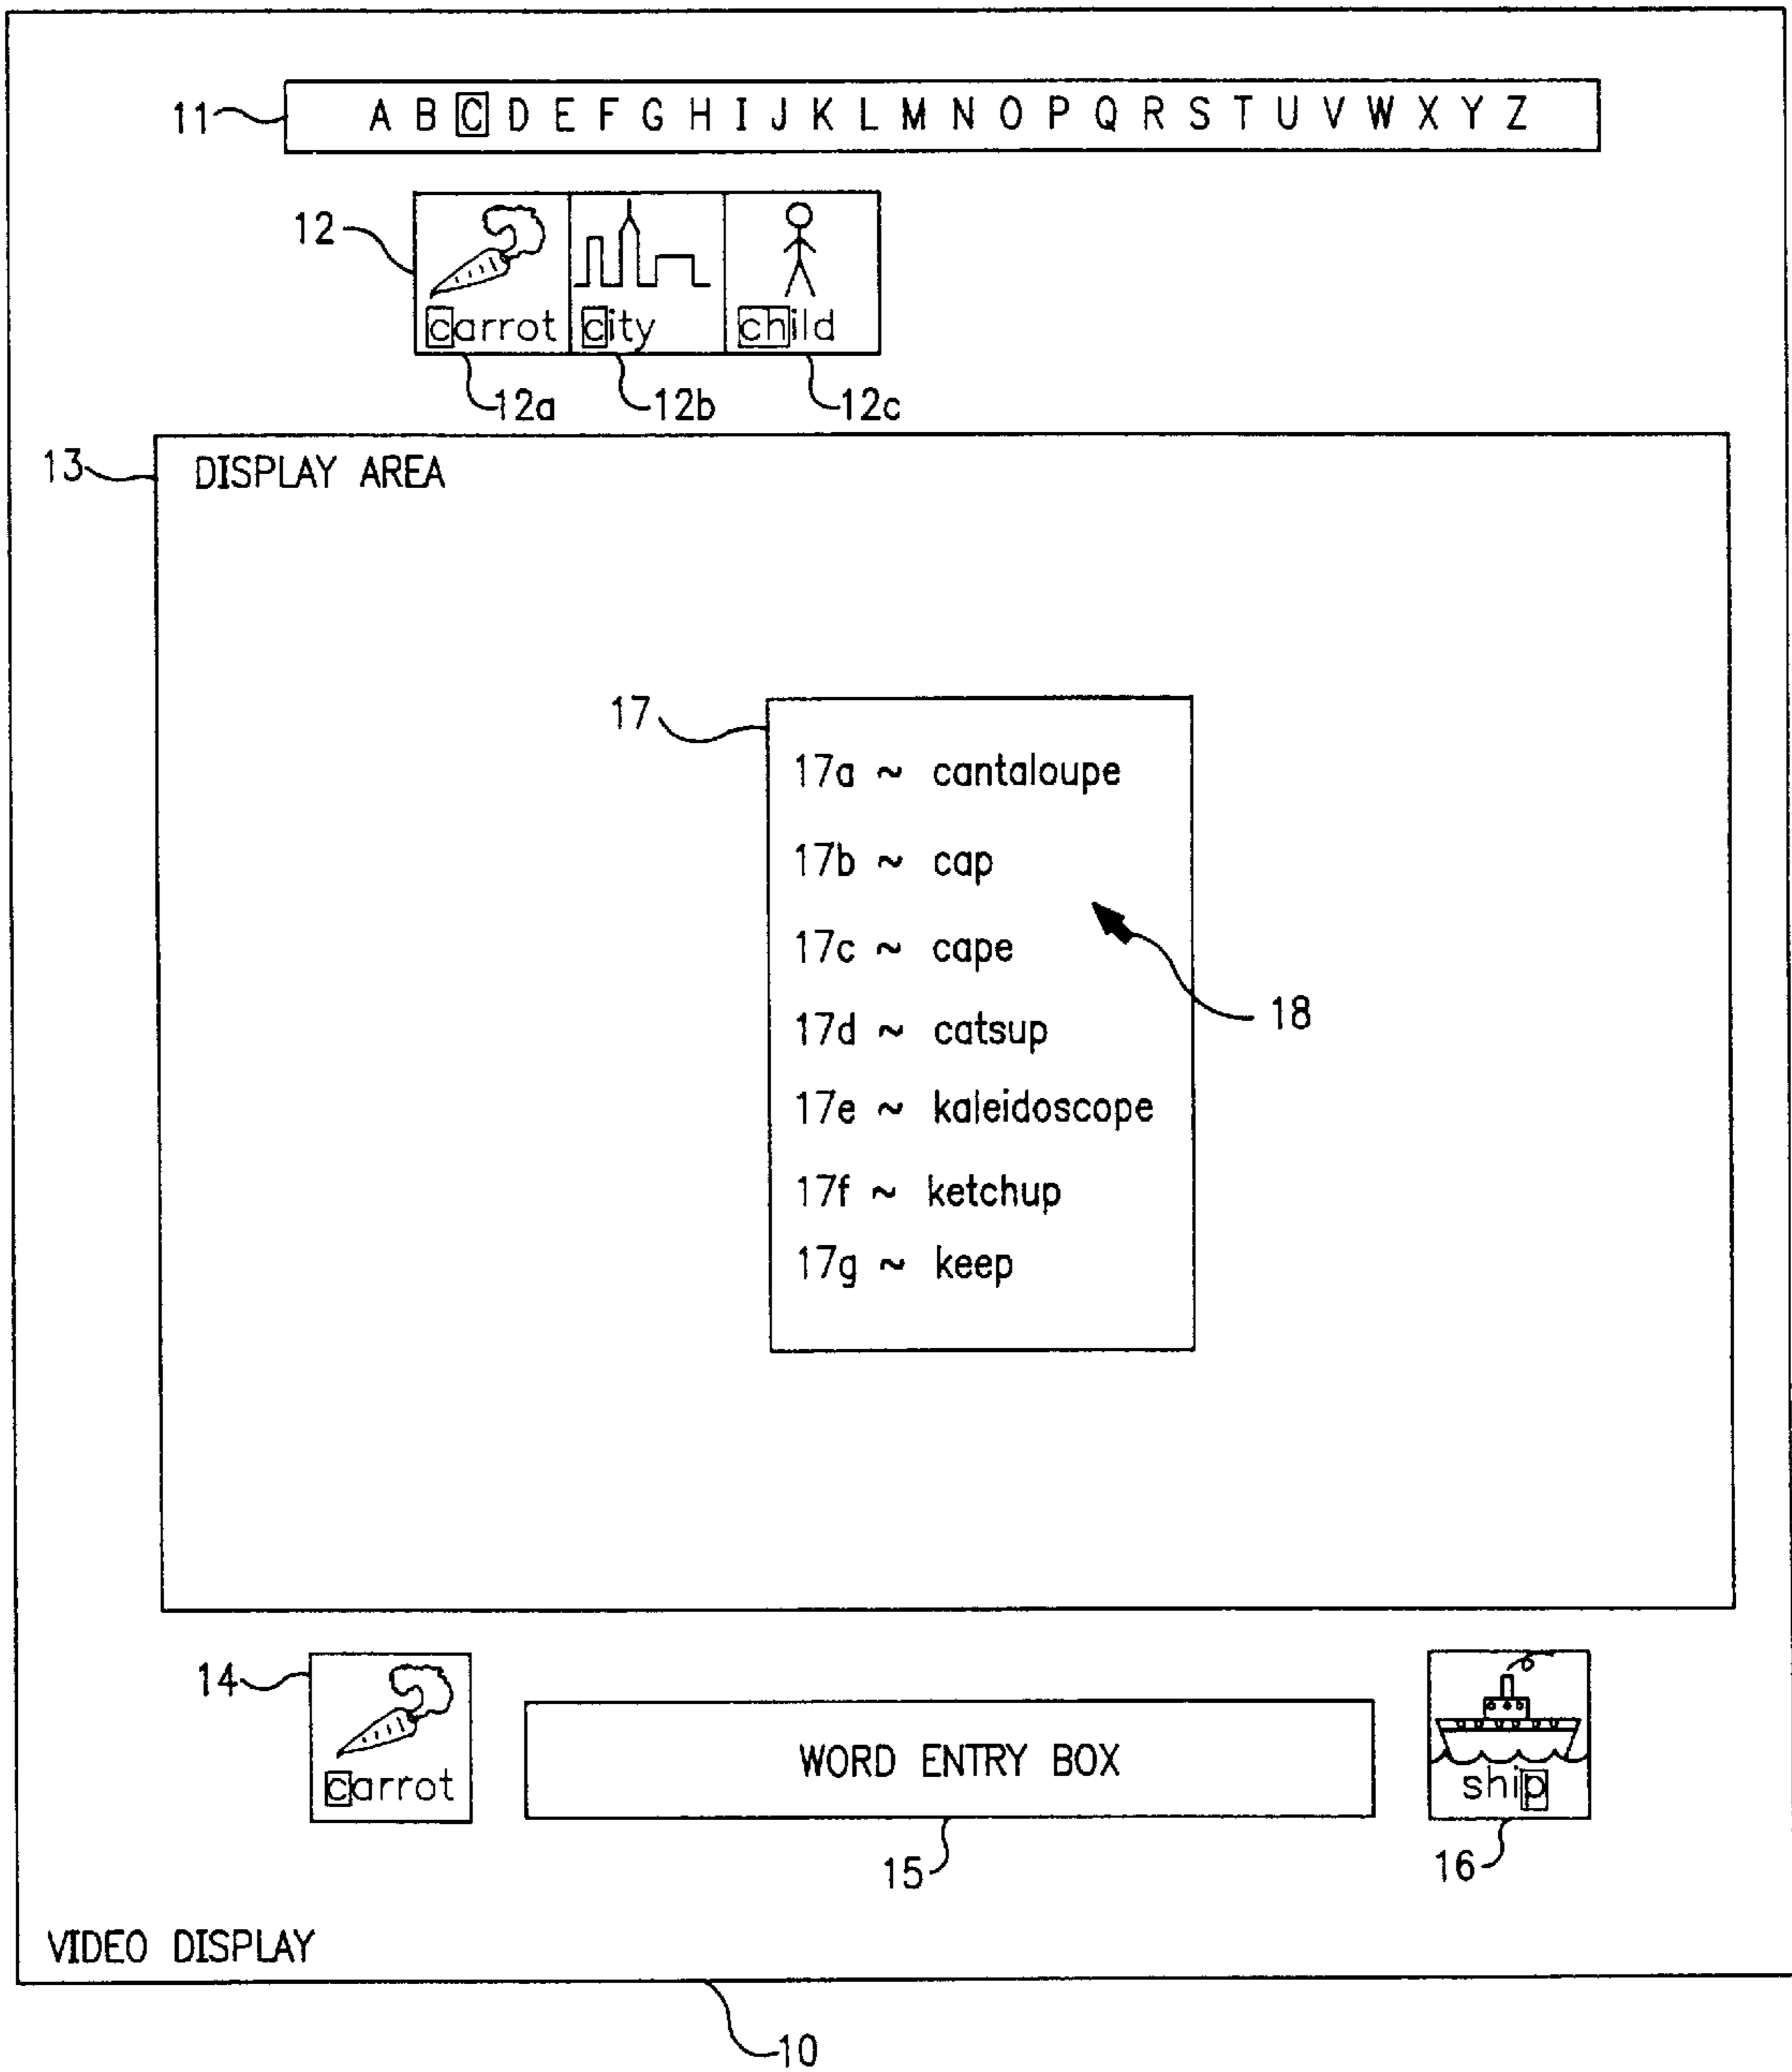 11 A B C D E F G H I J K L M N O P Q R S T U V W X Y Z
12
carrot city child
12a 12b 12c
13 DISPLAY AREA
17
17a ~ cantaloupe
17b ~ cap
17c ~ cape
18
17d ~ catsup
17e ~ kaleidoscope
17f ~ ketchup
17g ~ keep
14
carrot
WORD ENTRY BOX
ship
15
16
VIDEO DISPLAY
10